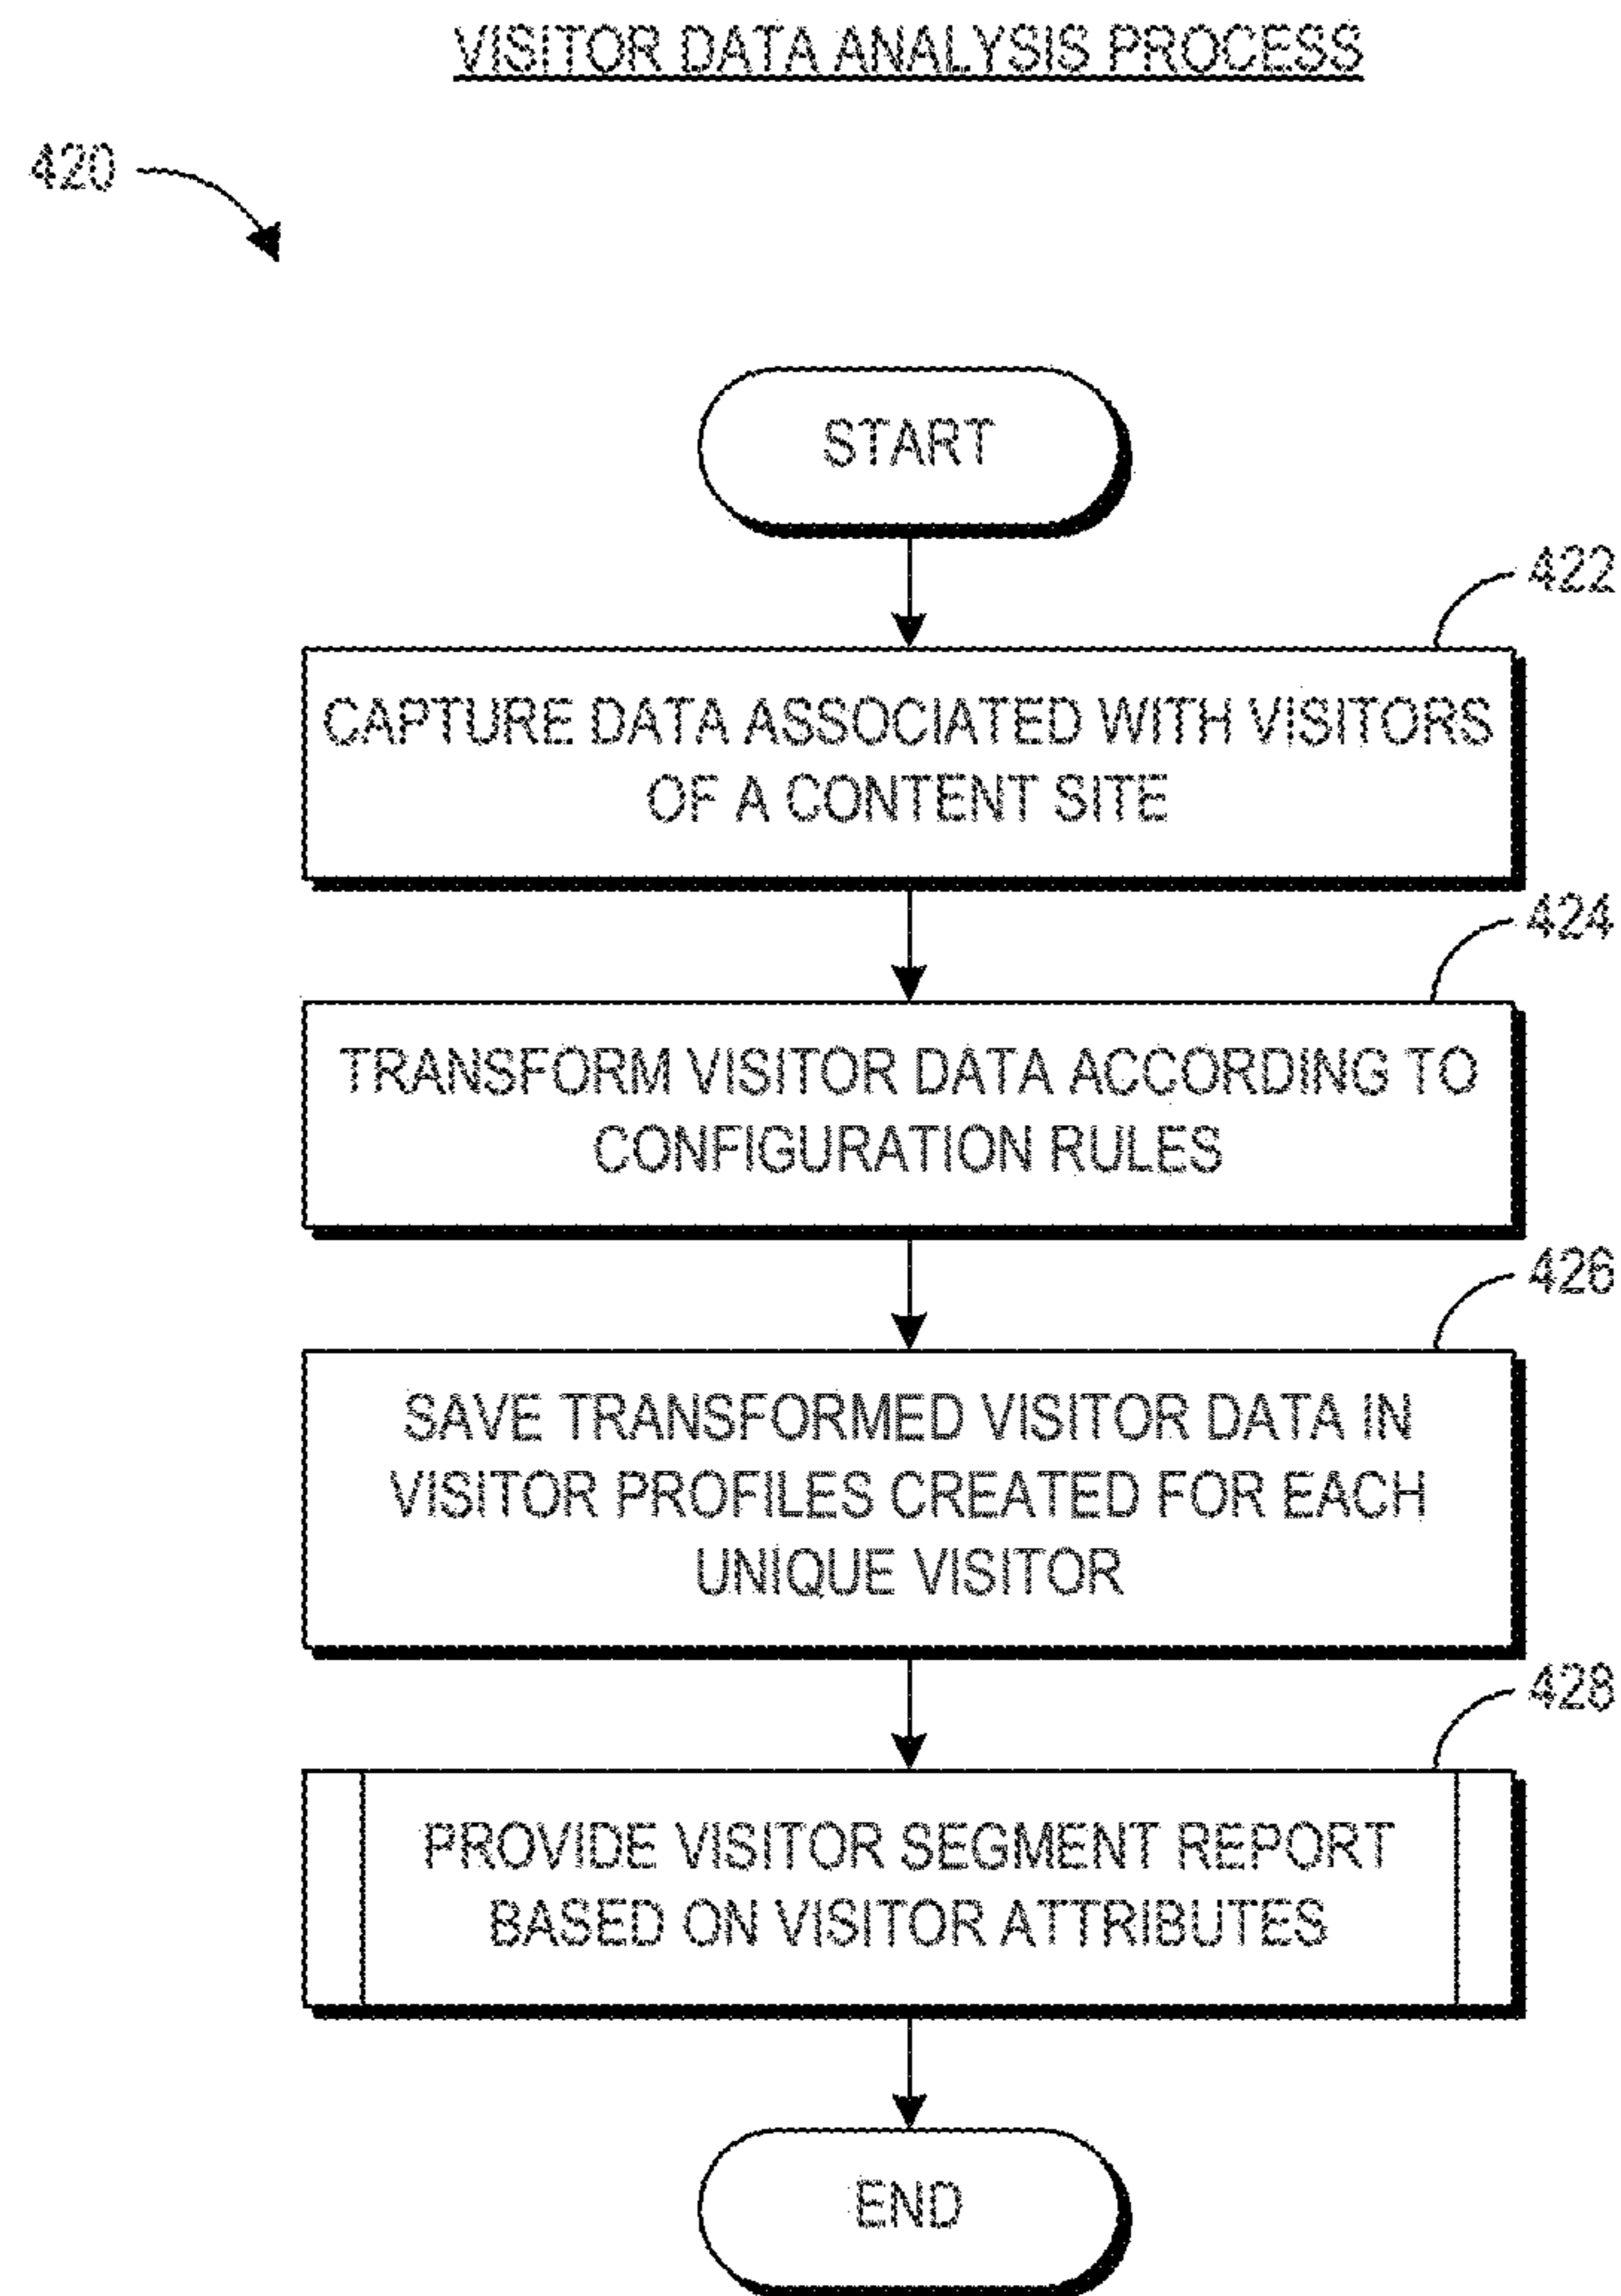 VISITOR DATA ANALYSIS PROCESS
420
START
422
CAPTURE DATA ASSOCIATED WITH VISITORS
OF A CONTENT SITE
424
TRANSFORM VISITOR DATA ACCORDING TO
CONFIGURATION RULES
426
SAVE TRANSFORMED VISITOR DATA IN
VISITOR PROFILES CREATED FOR EACH
UNIQUE VISITOR
428
PROVIDE VISITOR SEGMENT REPORT
BASED ON VISITOR ATTRIBUTES
END